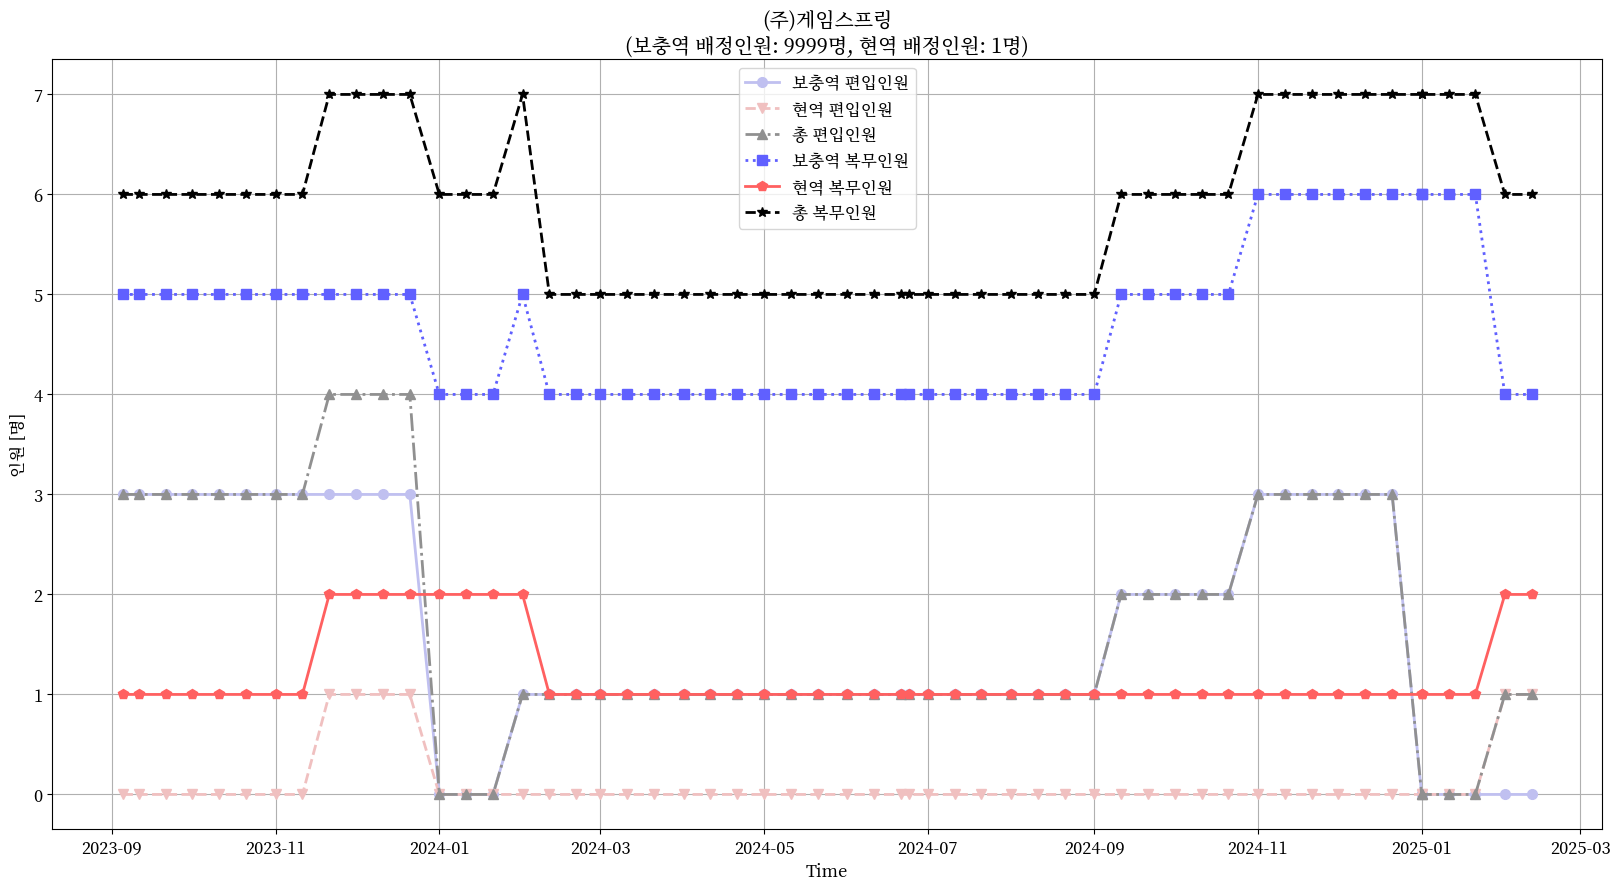 (주)게임스프링
(보충역 배정인원: 9999명, 현역 배정인원: 1명)
보충역 편입인원
현역 편입인원
총 편입인원
보충역 복무인원
현역 복무인원
총 복무인원
7
6
5
4
3
2
1
0
인원 [명]
2023-09 2023-11 2024-01 2024-03 2024-05 2024-07 2024-09 2024-11 2025-01 2025-03
Time